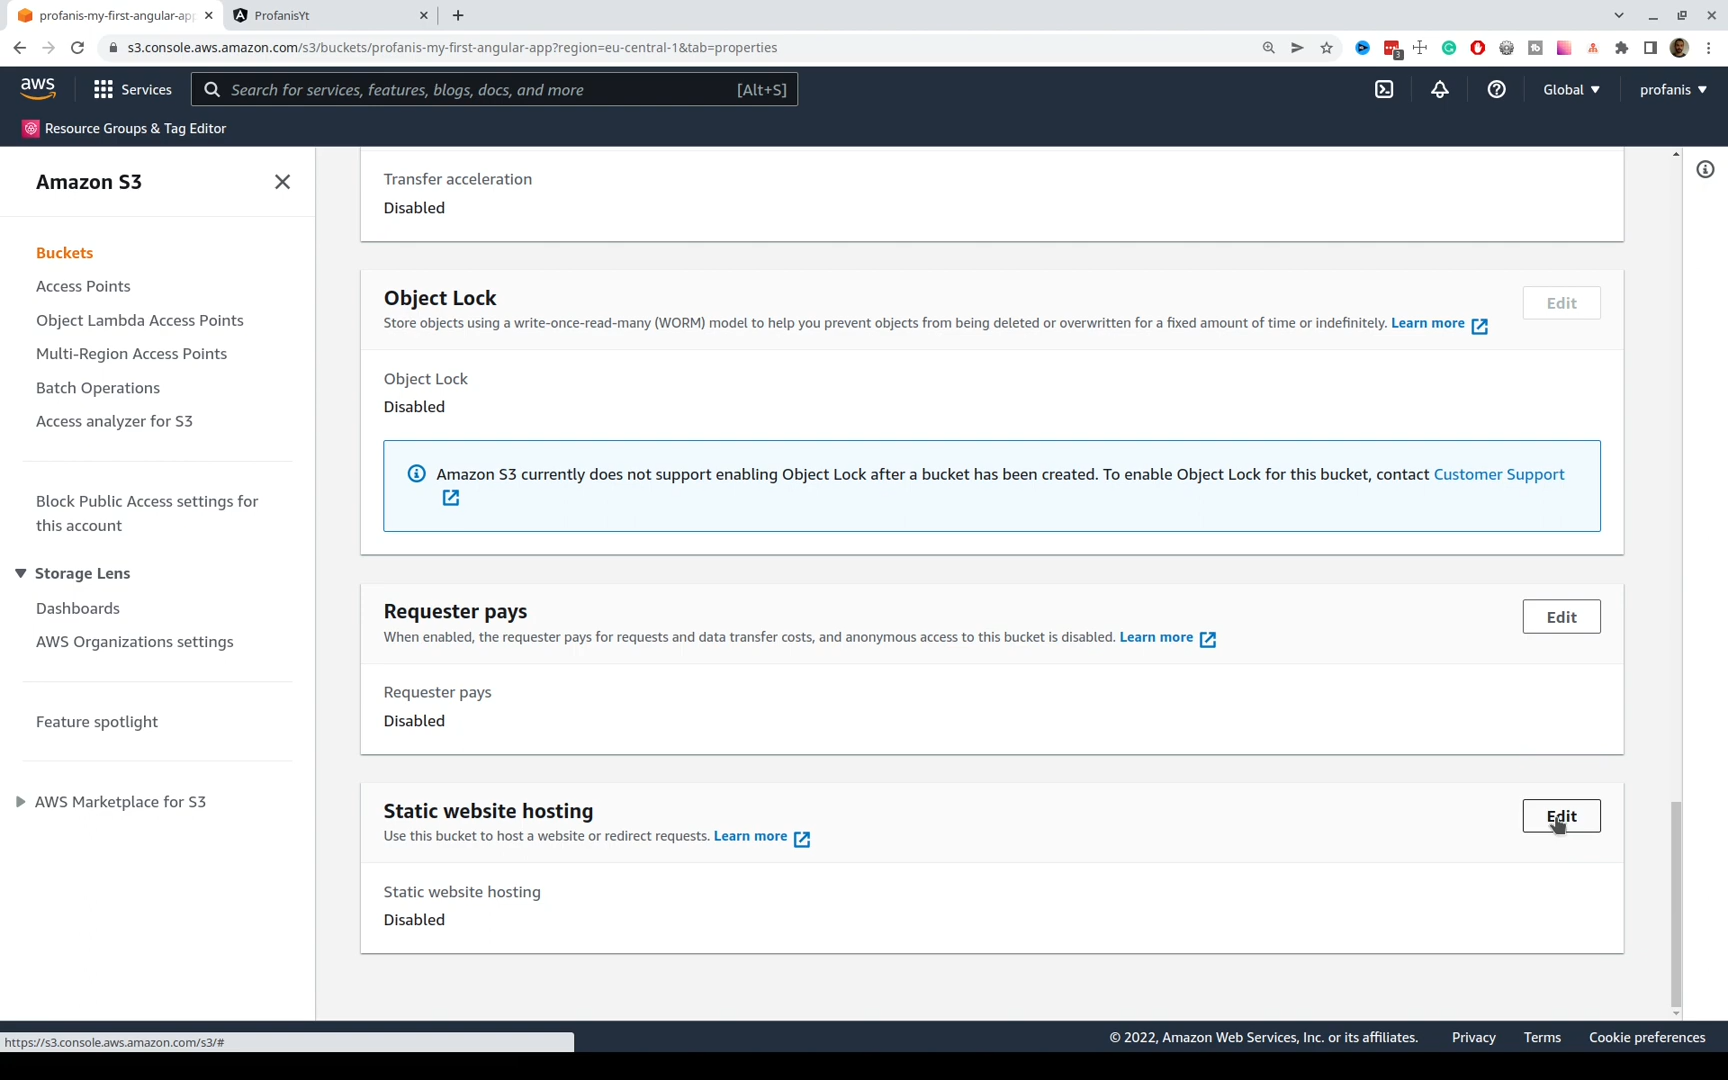 profanis-my-first-angular-ap
ProfanisYt
s3.console.aws.amazon.com/s3/buckets/profanis-my-first-angular-app?region=eu-central-1&tab=properties
3
aws
Services
Search for services, features, blogs, docs, and more
[Alt+S]
Global
profanis
Resource Groups & Tag Editor
Amazon S3
Buckets
Access Points
Object Lambda Access Points
Multi-Region Access Points
Batch Operations
Access analyzer for S3
Block Public Access settings for
this account
Storage Lens
Dashboards
AWS Organizations settings
Feature spotlight
AWS Marketplace for S3
Transfer acceleration
Disabled
Object Lock
Edit
Store objects using a write-once-read-many (WORM) model to help you prevent objects from being deleted or overwritten for a fixed amount of time or indefinitely. Learn more
Object Lock
Disabled
Amazon S3 currently does not support enabling Object Lock after a bucket has been created. To enable Object Lock for this bucket, contact Customer Support
Requester pays
Edit
When enabled, the requester pays for requests and data transfer costs, and anonymous access to this bucket is disabled. Learn more
Requester pays
Disabled
Static website hosting
Edit
Use this bucket to host a website or redirect requests. Learn more
Static website hosting
Disabled
https://s3.console.aws.amazon.com/s3/#
© 2022, Amazon Web Services, Inc. or its affiliates.
Privacy
Terms
Cookie preferences